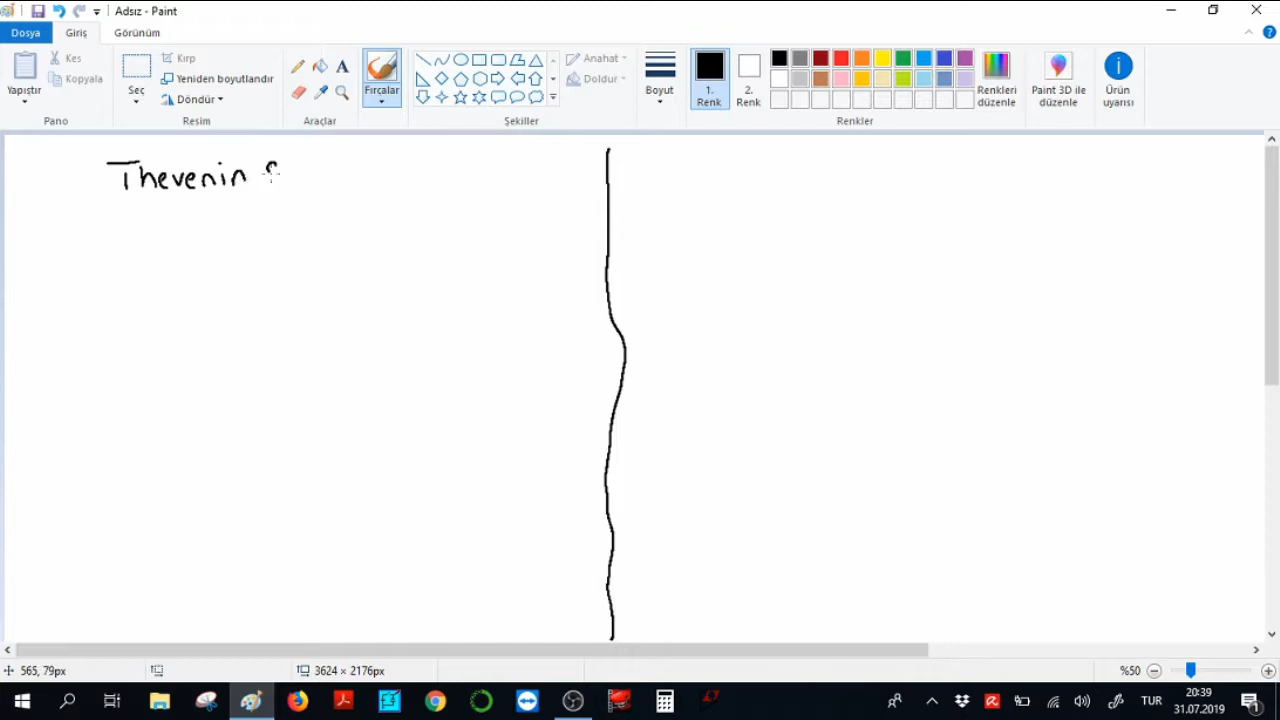 Adsız - Paint
Dosya Giriş Görünüm
Yapıştır
Kes
Kopyala
Pano
Seç
Kırp
Yeniden boyutlandır
Döndür
Resim
A
Araçlar
Fırçalar
Şekiller
Anahat
Doldur
Boyut
1. Renk
2. Renk
Renkleri düzenle
Renkler
Paint 3D ile düzenle
Ürün uyarısı
Thevenin
565, 79px
3624 × 2176px
%50
TUR
20:39
31.07.2019